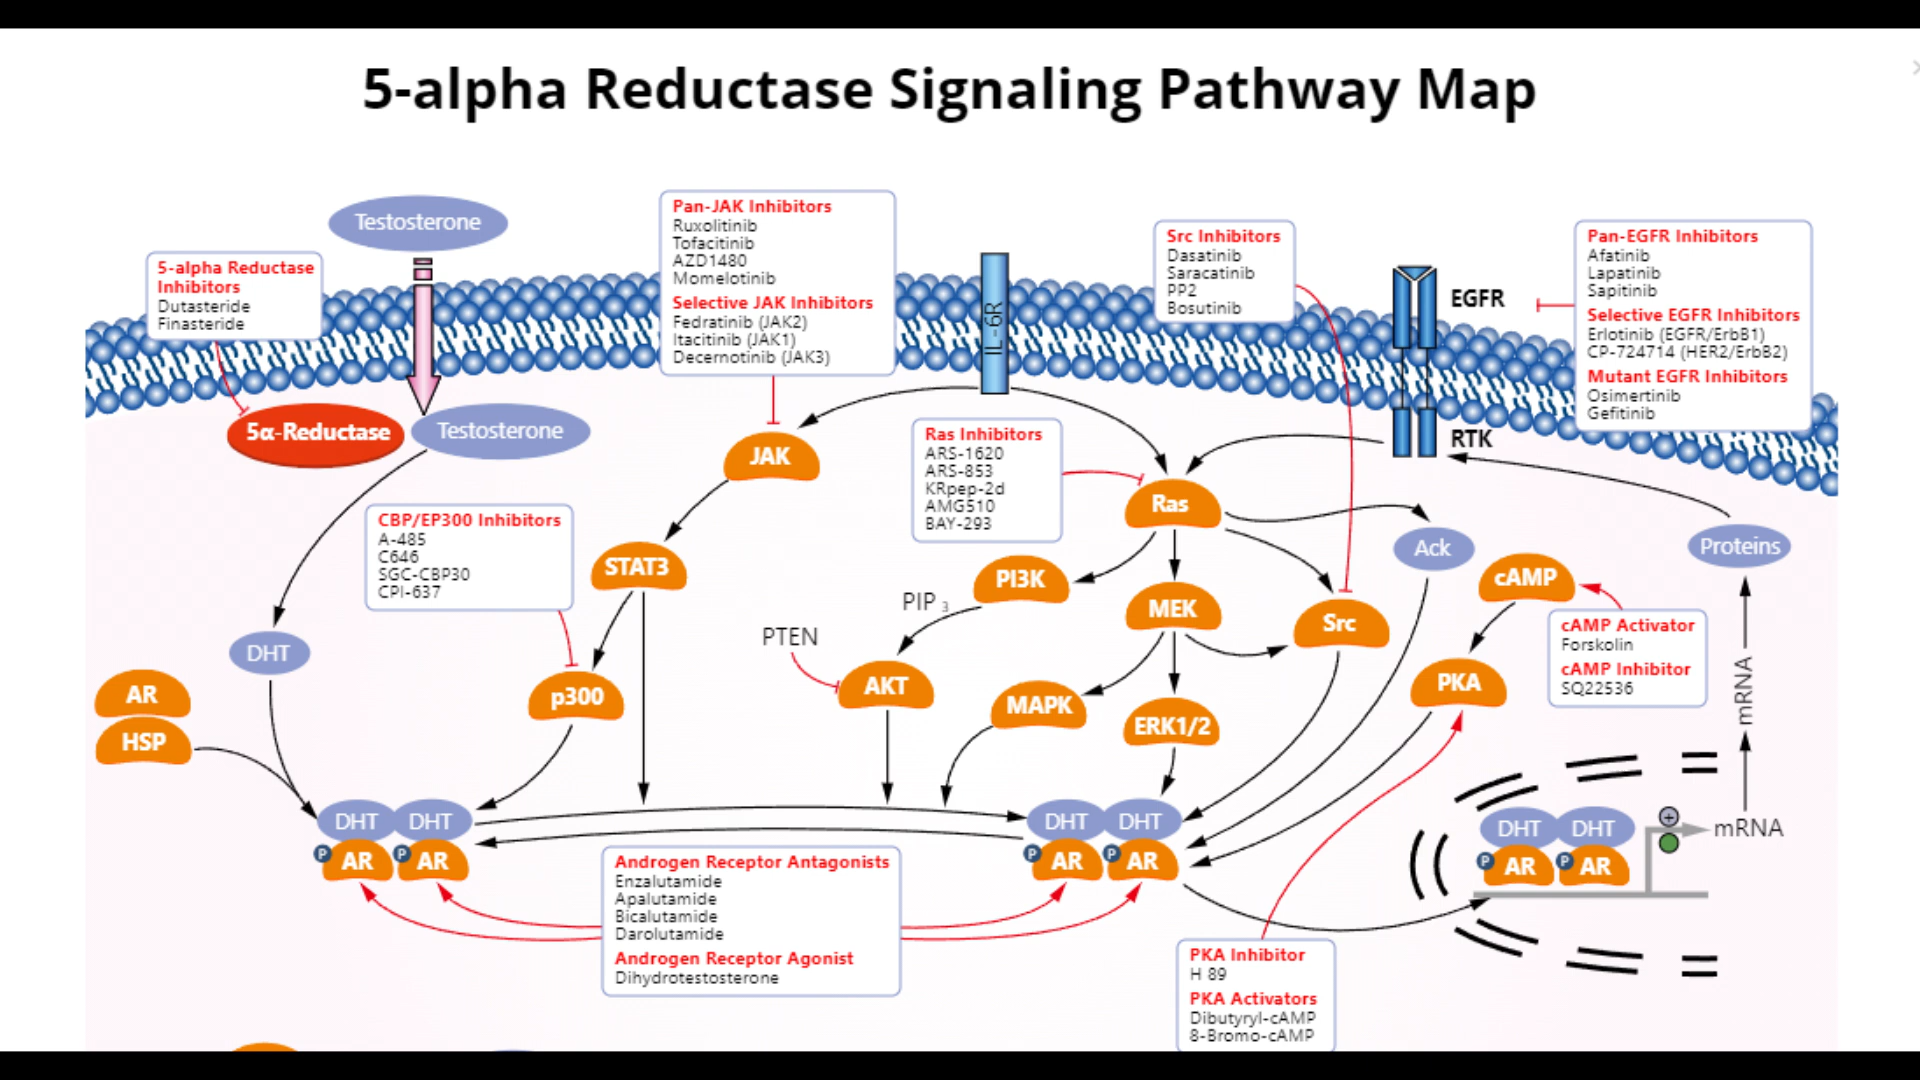 5-alpha Reductase Signaling Pathway Map
Testosterone
5-alpha Reductase
Inhibitors
Dutasteride
Finasteride
Pan-JAK Inhibitors
Ruxolitinib
Tofacitinib
AZD1480
Momelotinib
Selective JAK Inhibitors
Fedratinib (JAK2)
Itacitinib (JAK1)
Decernotinib (JAK3)
IL-6R
Src Inhibitors
Dasatinib
Saracatinib
PP2
Bosutinib
EGFR
RTK
Pan-EGFR Inhibitors
Afatinib
Lapatinib
Sapitinib
Selective EGFR Inhibitors
Erlotinib (EGFR/ErbB1)
CP-724714 (HER2/ErbB2)
Mutant EGFR Inhibitors
Osimertinib
Gefitinib
5α-Reductase
Testosterone
JAK
Ras Inhibitors
ARS-1620
ARS-853
KRpep-2d
AMG510
BAY-293
Ras
Ack
Proteins
CBP/EP300 Inhibitors
A-485
C646
SGC-CBP30
CPI-637
STAT3
PI3K
PIP 3
MEK
Src
cAMP
cAMP Activator
Forskolin
cAMP Inhibitor
SQ22536
PTEN
DHT
AR
HSP
p300
AKT
MAPK
ERK1/2
PKA
mRNA
DHT DHT
P AR P AR
DHT DHT
P AR P AR
DHT DHT
P AR P AR
+
mRNA
Androgen Receptor Antagonists
Enzalutamide
Apalutamide
Bicalutamide
Darolutamide
Androgen Receptor Agonist
Dihydrotestosterone
PKA Inhibitor
H 89
PKA Activators
Dibutyryl-cAMP
8-Bromo-cAMP